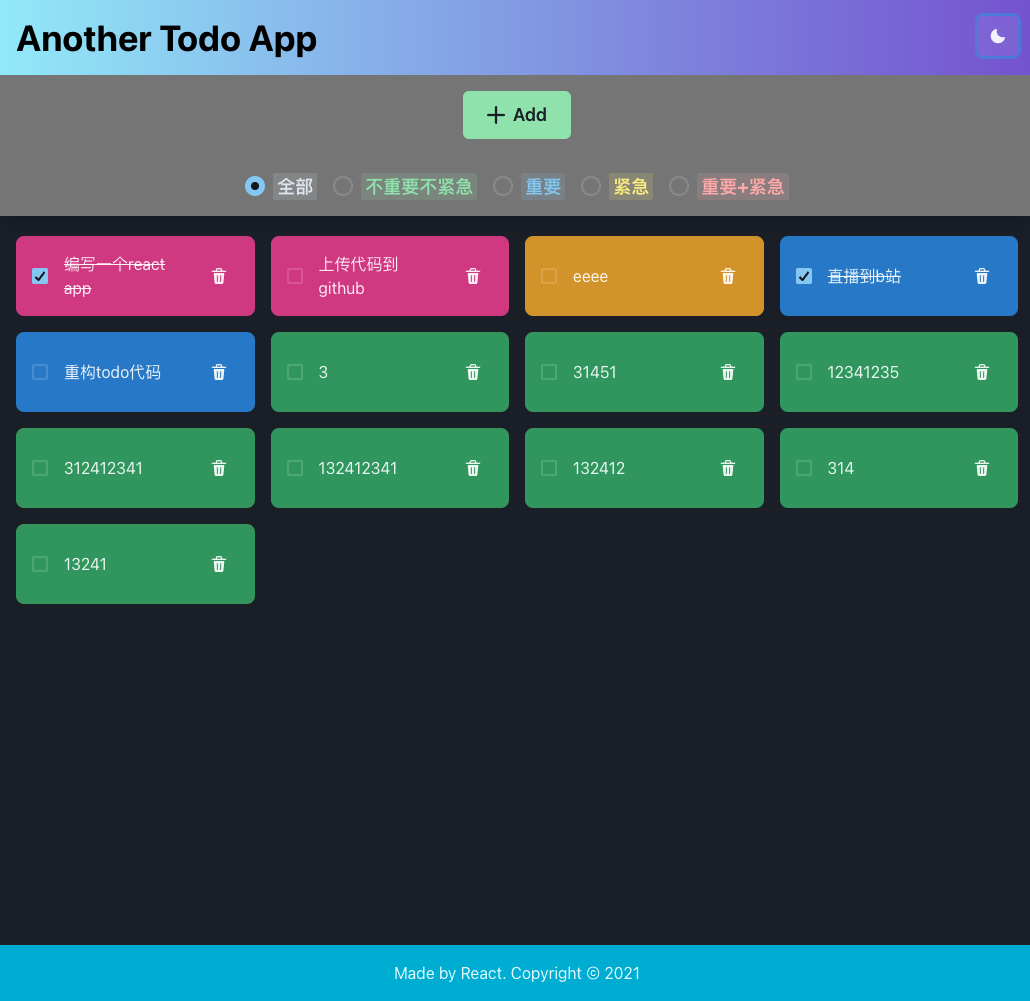 Another Todo App
Add
全部 不重要不紧急 重要 紧急 重要+紧急
编写一个react
app
上传代码到
github
eeee
直播到b站
重构todo代码
3
31451
12341235
312412341
132412341
132412
314
13241
Made by React. Copyright © 2021